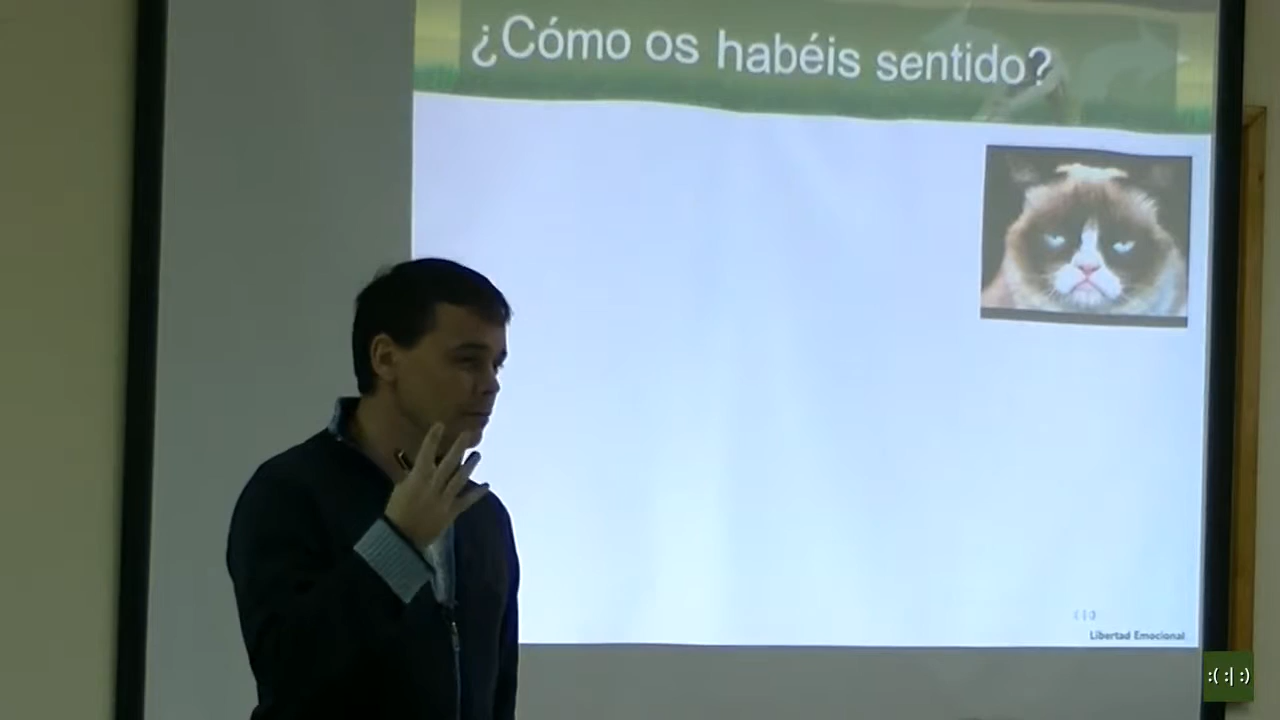 ¿Cómo os habéis sentido?
Libertad Emocional
:( :| :)